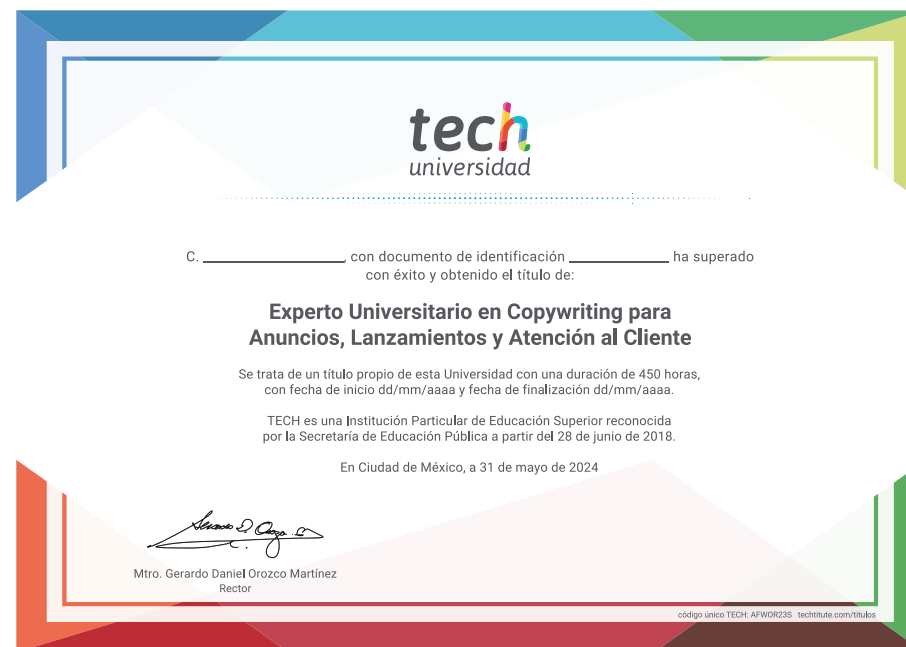 tech
universidad
C. ____________________, con documento de identificación ______________ ha superado
con éxito y obtenido el título de:
Experto Universitario en Copywriting para
Anuncios, Lanzamientos y Atención al Cliente
Se trata de un título propio de esta Universidad con una duración de 450 horas,
con fecha de inicio dd/mm/aaaa y fecha de finalización dd/mm/aaaa.
TECH es una Institución Particular de Educación Superior reconocida
por la Secretaría de Educación Pública a partir del 28 de junio de 2018.
En Ciudad de México, a 31 de mayo de 2024
Mtro. Gerardo Daniel Orozco Martínez
Rector
código único TECH: AFWOR23S techtitute.com/titulos